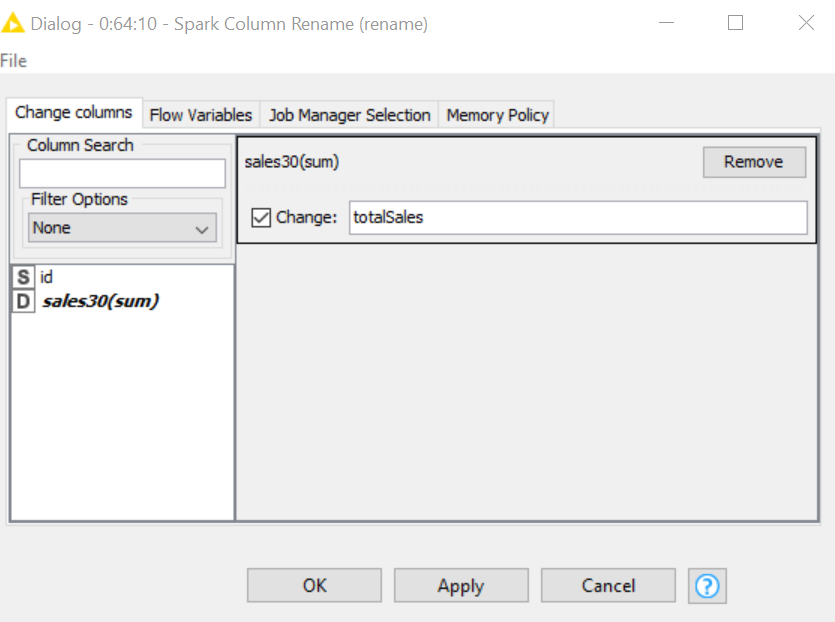 Dialog - 0:64:10 - Spark Column Rename (rename)
File
Change columns Flow Variables Job Manager Selection Memory Policy
Column Search
Filter Options
None
S id
D sales30(sum)
sales30(sum) Remove
Change: totalSales
OK Apply Cancel ?